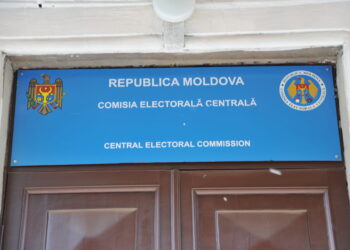 REPUBLICA MOLDOVA
COMISIA ELECTORALĂ CENTRALĂ
CENTRAL ELECTORAL COMMISSION